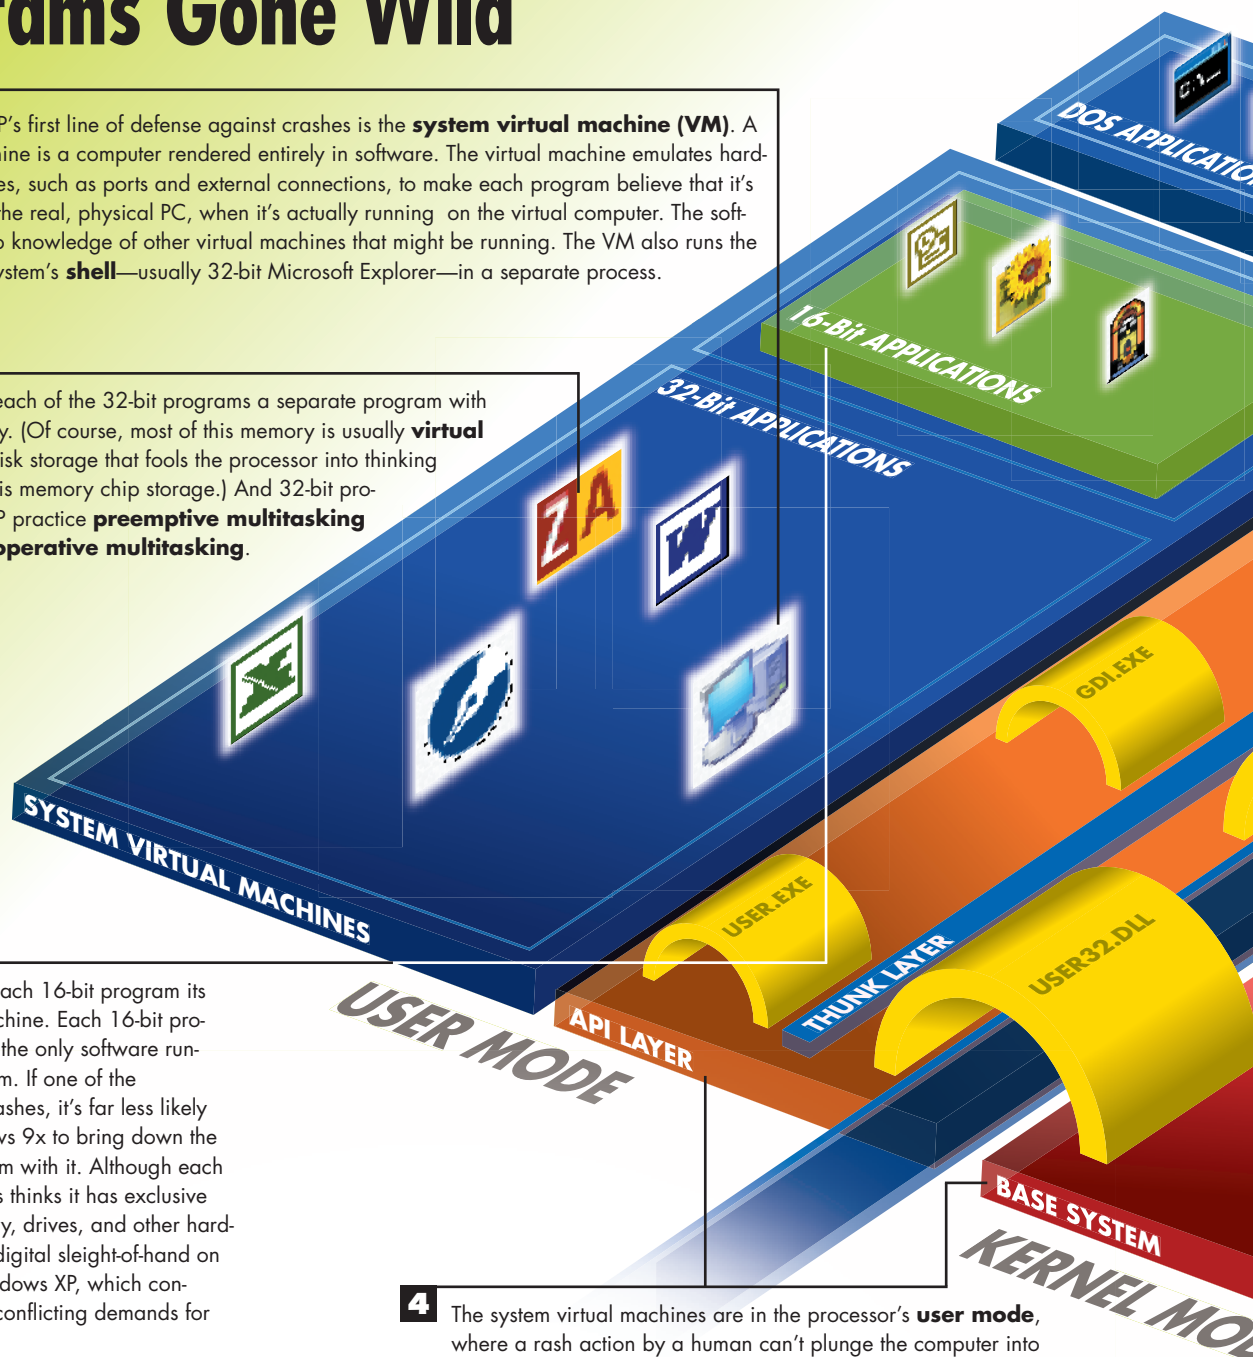 rams Gone Wild
P's first line of defense against crashes is the system virtual machine (VM). A
ine is a computer rendered entirely in software. The virtual machine emulates hard-
es, such as ports and external connections, to make each program believe that it's
the real, physical PC, when it's actually running on the virtual computer. The soft-
o knowledge of other virtual machines that might be running. The VM also runs the
ystem's shell—usually 32-bit Microsoft Explorer—in a separate process.
each of the 32-bit programs a separate program with
y. (Of course, most of this memory is usually virtual
isk storage that fools the processor into thinking
is memory chip storage.) And 32-bit pro-
P practice preemptive multitasking
operative multitasking.
DOS APPLICATIO
C:\_
16-Bit APPLICATIONS
32-Bit APPLICATIONS
Z A
W
X
SYSTEM VIRTUAL MACHINES
GDI.EXE
USER.EXE
THUNK LAYER
USER32.DLL
API LAYER
USER MODE
BASE SYSTEM
KERNEL MOD
ach 16-bit program its
chine. Each 16-bit pro-
the only software run-
m. If one of the
ashes, it's far less likely
ws 9x to bring down the
m with it. Although each
s thinks it has exclusive
y, drives, and other hard-
digital sleight-of-hand on
dows XP, which con-
conflicting demands for
4 The system virtual machines are in the processor's user mode,
where a rash action by a human can't plunge the computer into